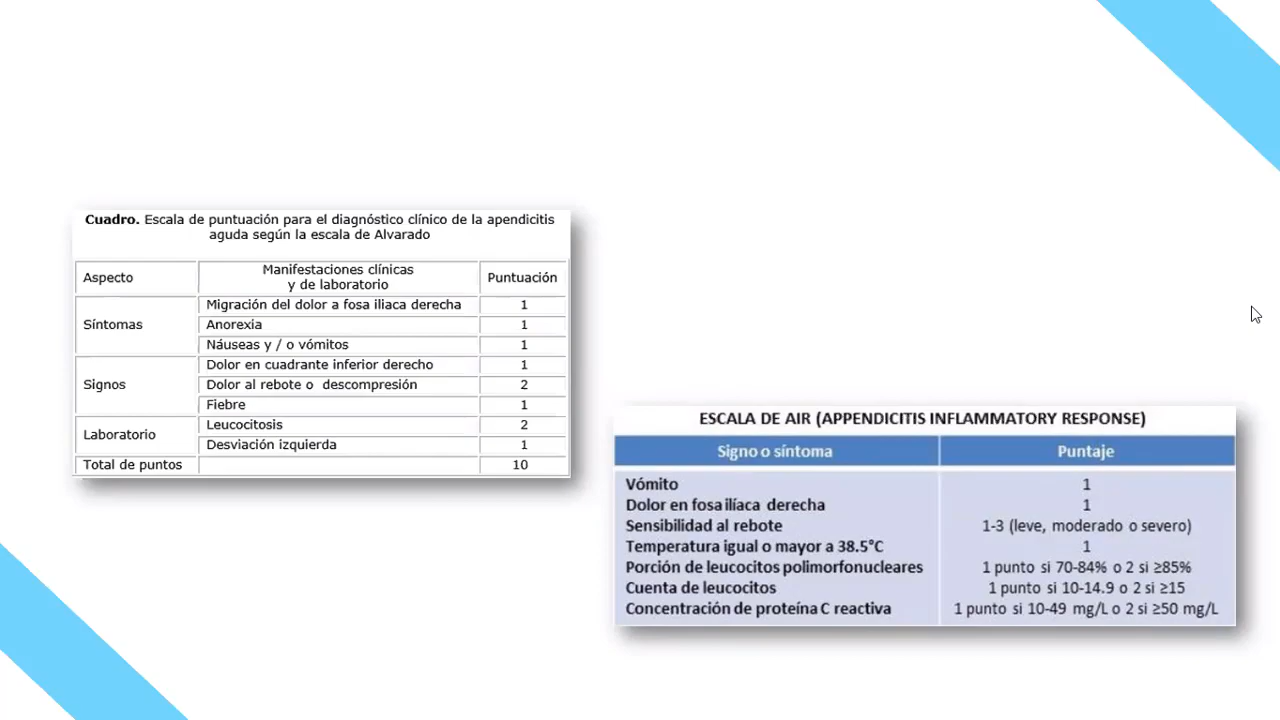 Cuadro. Escala de puntuación para el diagnóstico clínico de la apendicitis
aguda según la escala de Alvarado
Aspecto Manifestaciones clínicas y de laboratorio Puntuación
Síntomas
Migración del dolor a fosa iliaca derecha 1
Anorexia 1
Náuseas y / o vómitos 1
Signos
Dolor en cuadrante inferior derecho 1
Dolor al rebote o descompresión 2
Fiebre 1
Laboratorio
Leucocitosis 2
Desviación izquierda 1
Total de puntos 10
ESCALA DE AIR (APPENDICITIS INFLAMMATORY RESPONSE)
Signo o síntoma Puntaje
Vómito 1
Dolor en fosa ilíaca derecha 1
Sensibilidad al rebote 1-3 (leve, moderado o severo)
Temperatura igual o mayor a 38.5°C 1
Porción de leucocitos polimorfonucleares 1 punto si 70-84% o 2 si ≥85%
Cuenta de leucocitos 1 punto si 10-14.9 o 2 si ≥15
Concentración de proteína C reactiva 1 punto si 10-49 mg/L o 2 si ≥50 mg/L